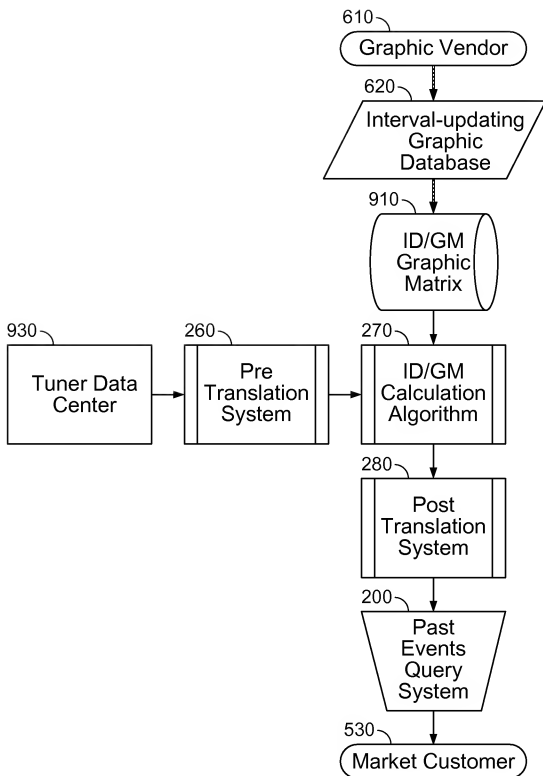 610
Graphic Vendor
620
Interval-updating
Graphic
Database
910
ID/GM
Graphic
Matrix
930
Tuner Data
Center
260
Pre
Translation
System
270
ID/GM
Calculation
Algorithm
280
Post
Translation
System
200
Past
Events
Query
System
530
Market Customer